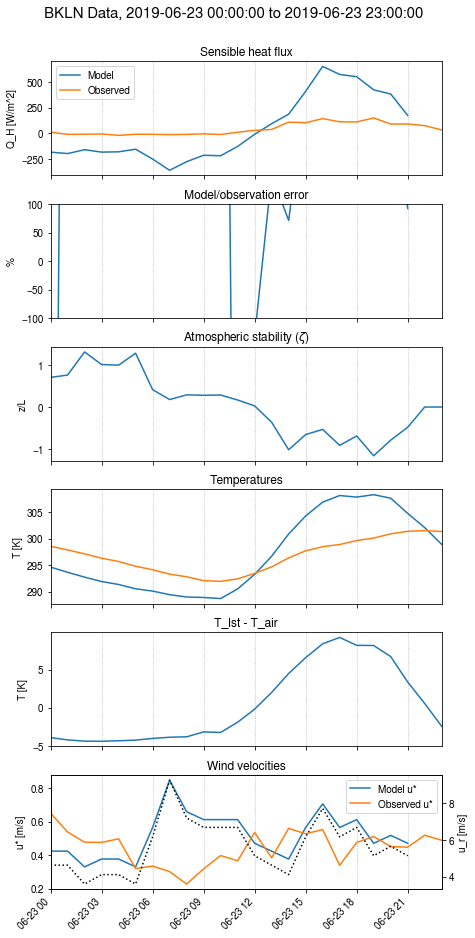 BKLN Data, 2019-06-23 00:00:00 to 2019-06-23 23:00:00
Sensible heat flux
Q_H [W/m^2]
500
250
0
−250
Model
Observed
Model/observation error
%
100
50
0
−50
−100
Atmospheric stability (ζ)
z/L
1
0
−1
Temperatures
T [K]
305
300
295
290
T_lst - T_air
T [K]
5
0
−5
Wind velocities
u* [m/s]
0.8
0.6
0.4
0.2
Model u*
Observed u*
8
6
4
u_r [m/s]
06-23 00
06-23 03
06-23 06
06-23 09
06-23 12
06-23 15
06-23 18
06-23 21